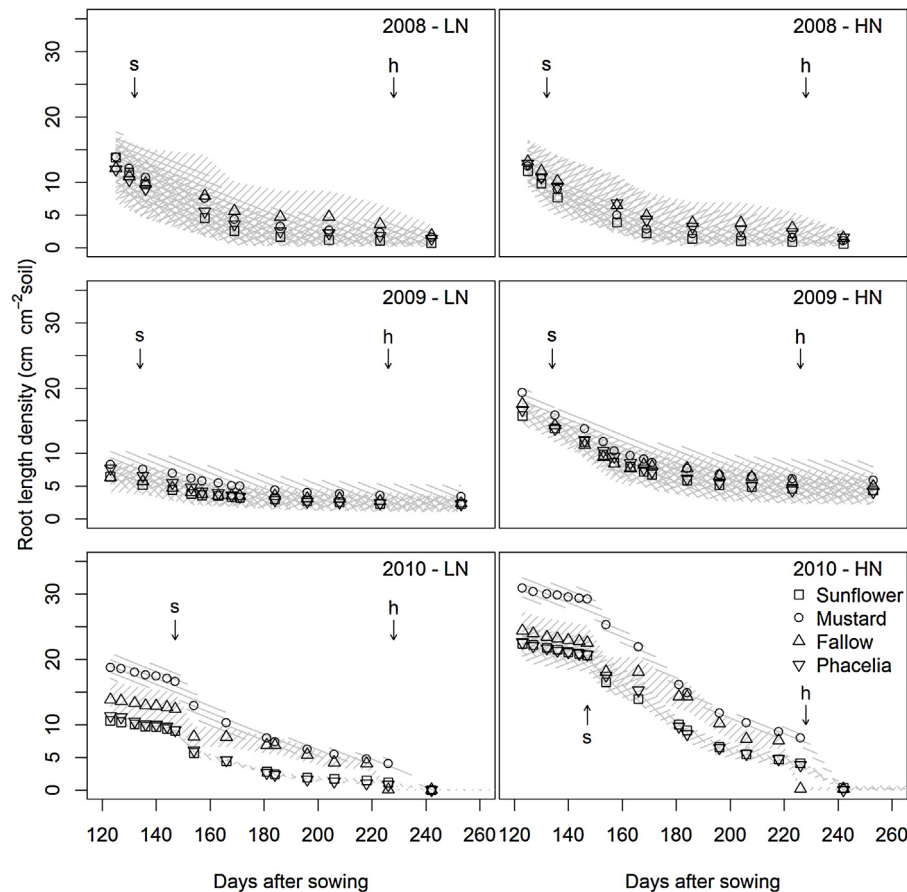 Root length density (cm cm⁻²soil)
2008 - LN
s
h
0 5 10 20 30
2008 - HN
s
h
2009 - LN
s
h
0 5 10 20 30
2009 - HN
s
h
2010 - LN
s
h
0 5 10 20 30
2010 - HN
Sunflower
Mustard
Fallow
Phacelia
h
s
120 140 160 180 200 220 240 260
120 140 160 180 200 220 240 260
Days after sowing
Days after sowing